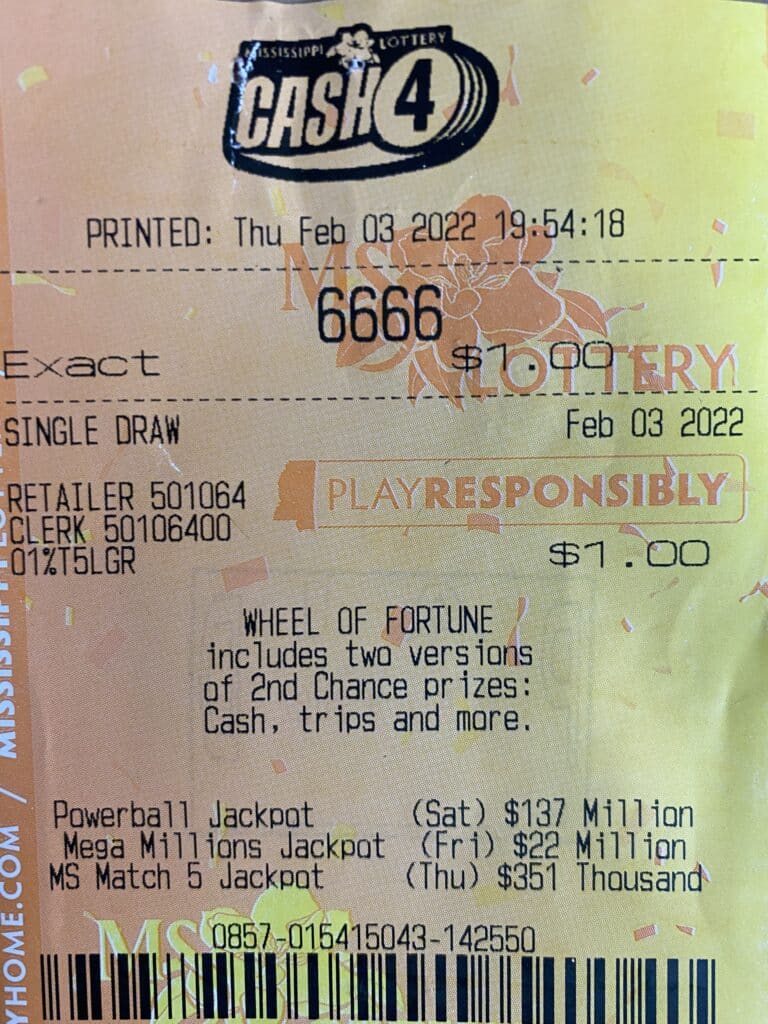 MISSISSIPPI LOTTERY
CASH 4
PRINTED: Thu Feb 03 2022 19:54:18
6666
Exact $1.00
MS LOTTERY
SINGLE DRAW Feb 03 2022
RETAILER 501064
PLAYRESPONSIBLY
CLERK 50106400
01%T5LGR $1.00
WHEEL OF FORTUNE
includes two versions
of 2nd Chance prizes:
Cash, trips and more.
Powerball Jackpot (Sat) $137 Million
Mega Millions Jackpot (Fri) $22 Million
MS Match 5 Jackpot (Thu) $351 Thousand
MS
0857-015415043-142550
YHOME.COM / MISSISSIPPI